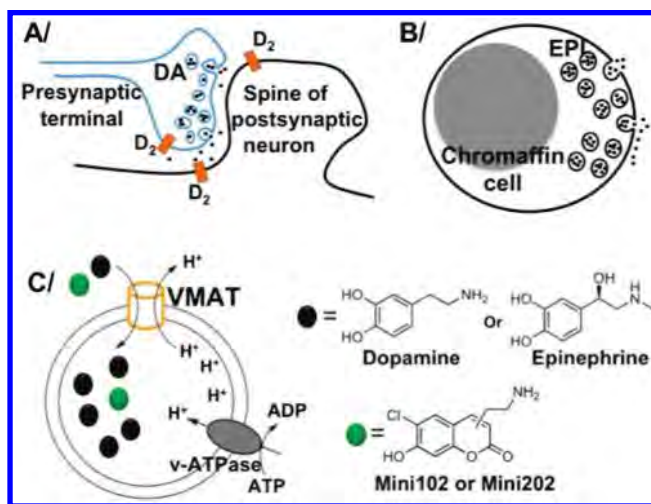 A/
D2
DA
Presynaptic
terminal
Spine of
postsynaptic
neuron
D2
D2
B/
EPI
Chromaffin
cell
C/
H+
VMAT
H+
H+
H+
H+
ADP
v-ATPase
ATP
=
HO
HO
NH2
Dopamine
Or
OH
HO
HO
H
N
Epinephrine
=
NH2
Cl
HO
O
O
Mini102 or Mini202